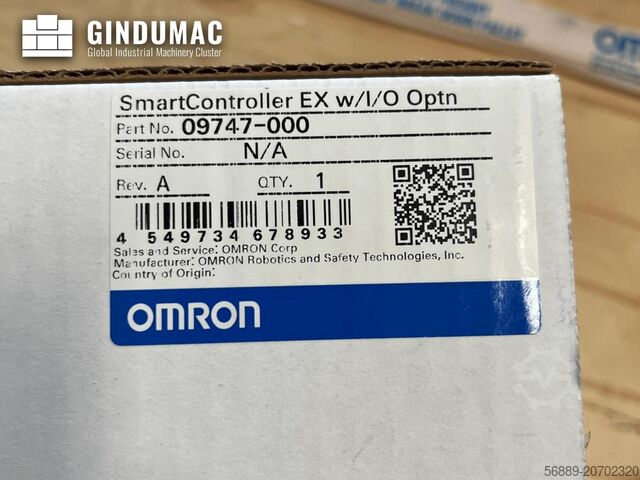 GINDUMAC
Global Industrial Machinery Cluster
SmartController EX w/I/O Optn
Part No. 09747-000
Serial No. N/A
Rev. A QTY. 1
4 549734 678933
Sales and Service: OMRON Corp
Manufacturer: OMRON Robotics and Safety Technologies, Inc.
Country of Origin:
OMRON
56889-20702320